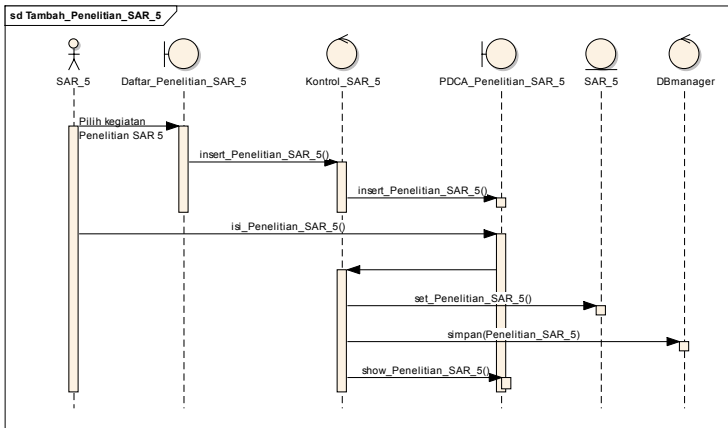 sd Tambah_Penelitian_SAR_5
SAR_5
Daftar_Penelitian_SAR_5
Kontrol_SAR_5
PDCA_Penelitian_SAR_5
SAR_5
DBmanager
Pilih kegiatan
Penelitian SAR 5
insert_Penelitian_SAR_5()
insert_Penelitian_SAR_5()
isi_Penelitian_SAR_5()
set_Penelitian_SAR_5()
simpan(Penelitian_SAR_5)
show_Penelitian_SAR_5()